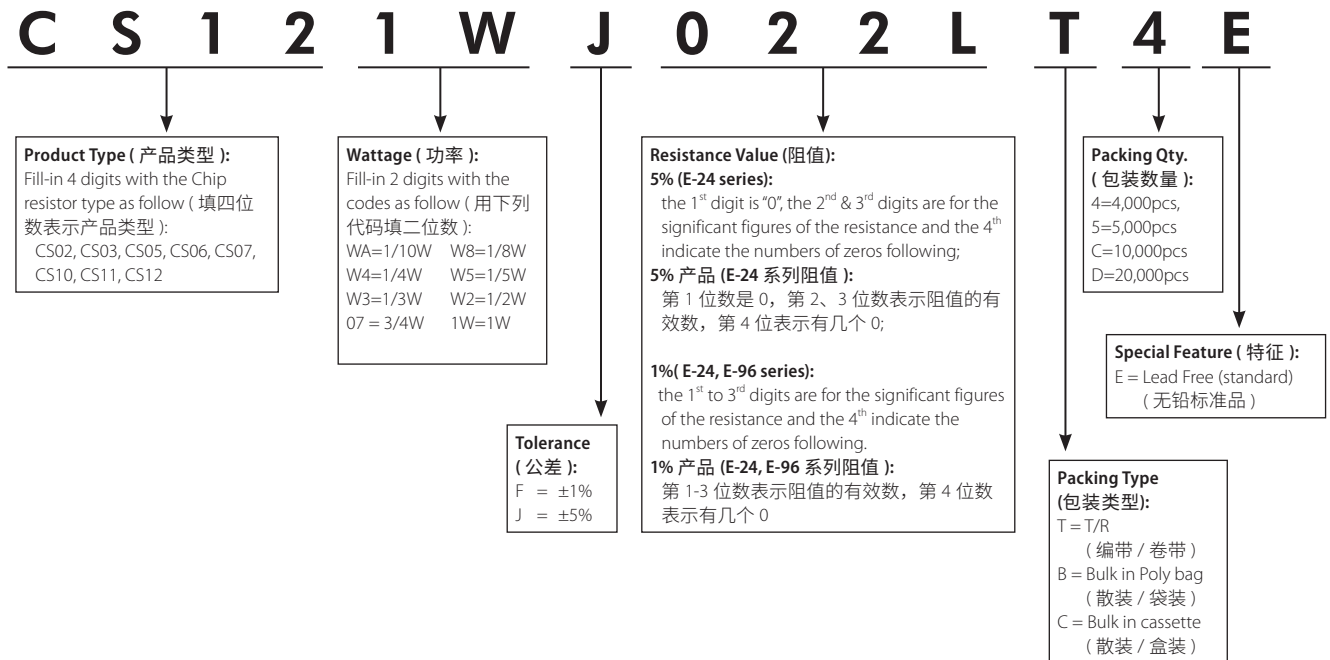 C S 1 2 1 W J 0 2 2 L T 4 E
Product Type ( 产品类型 ):
Fill-in 4 digits with the Chip
resistor type as follow ( 填四位
数表示产品类型 ):
CS02, CS03, CS05, CS06, CS07,
CS10, CS11, CS12
Wattage ( 功率 ):
Fill-in 2 digits with the
codes as follow ( 用下列
代码填二位数 ):
WA=1/10W W8=1/8W
W4=1/4W W5=1/5W
W3=1/3W W2=1/2W
07 = 3/4W 1W=1W
Tolerance
( 公差 ):
F = ±1%
J = ±5%
Resistance Value (阻值):
5% (E-24 series):
the 1st digit is "0", the 2nd & 3rd digits are for the
significant figures of the resistance and the 4th
indicate the numbers of zeros following;
5% 产品 (E-24 系列阻值 ):
第 1 位数是 0，第 2、3 位数表示阻值的有
效数，第 4 位表示有几个 0;
1%( E-24, E-96 series):
the 1st to 3rd digits are for the significant figures
of the resistance and the 4th indicate the
numbers of zeros following.
1% 产品 (E-24, E-96 系列阻值 ):
第 1-3 位数表示阻值的有效数，第 4 位数
表示有几个 0
Packing Type
(包装类型):
T = T/R
( 编带 / 卷带 )
B = Bulk in Poly bag
( 散装 / 袋装 )
C = Bulk in cassette
( 散装 / 盒装 )
Packing Qty.
( 包装数量 ):
4=4,000pcs,
5=5,000pcs
C=10,000pcs
D=20,000pcs
Special Feature ( 特征 ):
E = Lead Free (standard)
( 无铅标准品 )